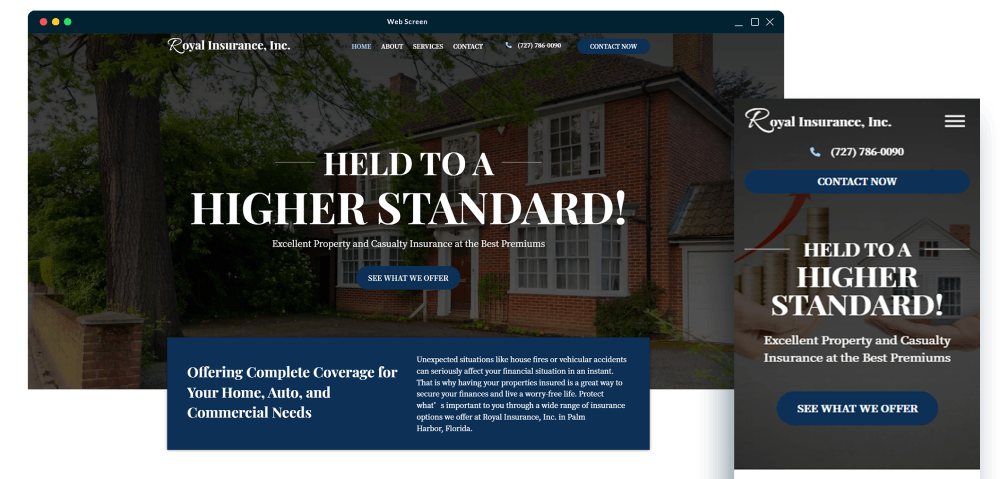 Web Screen
Royal Insurance, Inc.
HOME ABOUT SERVICES CONTACT (727) 786-0090 CONTACT NOW
HELD TO A
HIGHER STANDARD!
Excellent Property and Casualty Insurance at the Best Premiums
SEE WHAT WE OFFER
Offering Complete Coverage for
Your Home, Auto, and
Commercial Needs
Unexpected situations like house fires or vehicular accidents
can seriously affect your financial situation in an instant.
That is why having your properties insured is a great way to
secure your finances and live a worry-free life. Protect
what’s important to you through a wide range of insurance
options we offer at Royal Insurance, Inc. in Palm
Harbor, Florida.
Royal Insurance, Inc.
(727) 786-0090
CONTACT NOW
HELD TO A
HIGHER
STANDARD!
Excellent Property and Casualty
Insurance at the Best Premiums
SEE WHAT WE OFFER